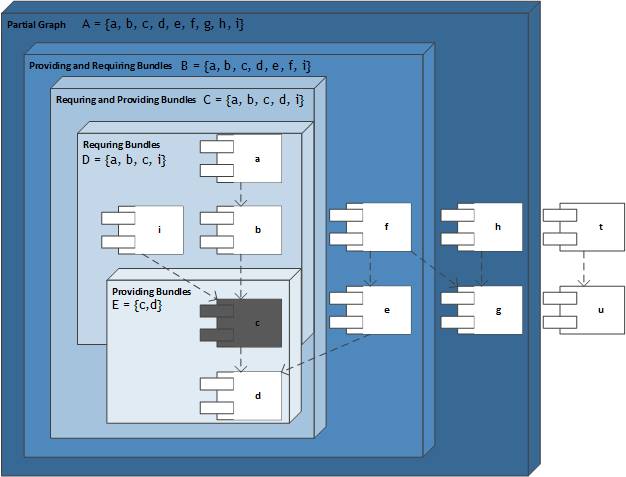 Partial Graph A = {a, b, c, d, e, f, g, h, i}
Providing and Requiring Bundles B = {a, b, c, d, e, f, i}
Requring and Providing Bundles C = {a, b, c, d, i}
Requring Bundles
D = {a, b, c, i}
a
i b f h t
Providing Bundles
E = {c,d}
c e g u
d